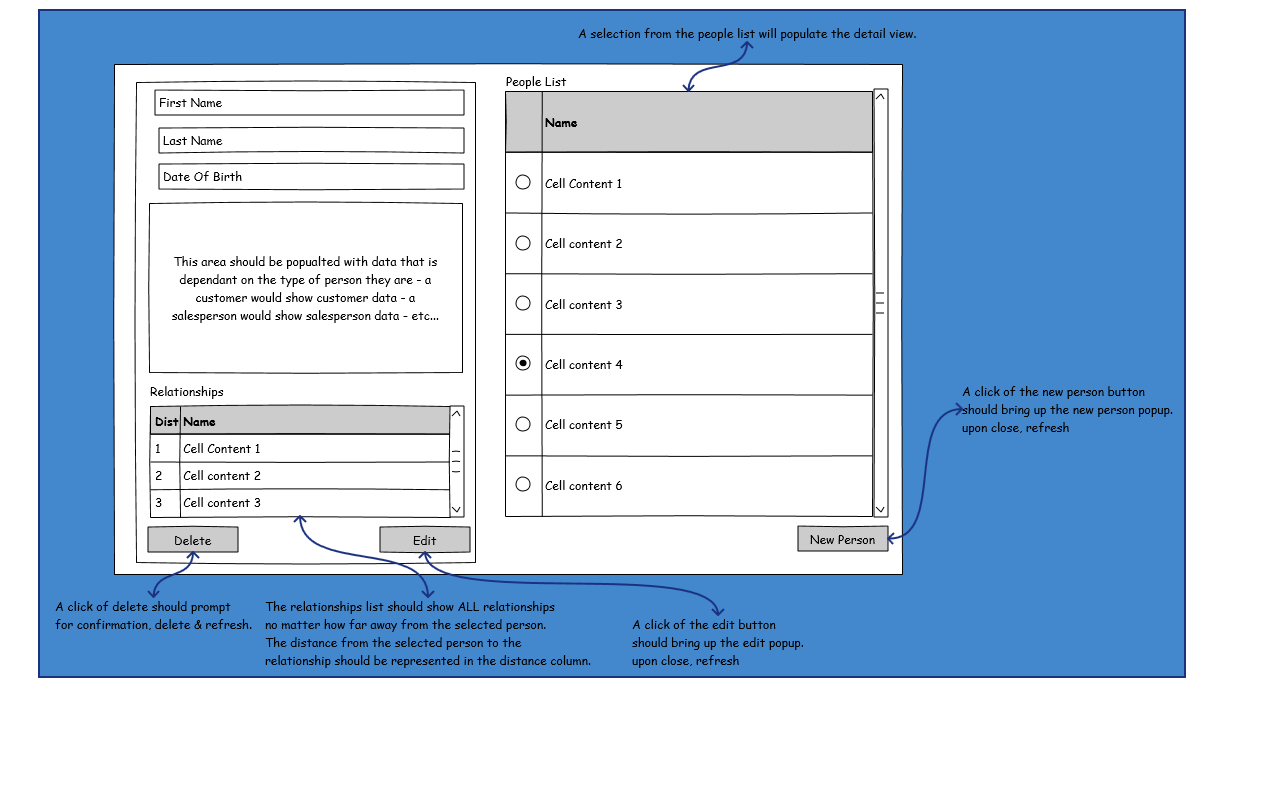 A selection from the people list will populate the detail view.
First Name
Last Name
Date Of Birth
This area should be popualted with data that is
dependant on the type of person they are - a
customer would show customer data - a
salesperson would show salesperson data - etc...
Relationships
Dist Name
1 Cell Content 1
2 Cell content 2
3 Cell content 3
Delete
Edit
People List
Name
Cell Content 1
Cell content 2
Cell content 3
Cell content 4
Cell content 5
Cell content 6
New Person
A click of the new person button
should bring up the new person popup.
upon close, refresh
A click of delete should prompt
for confirmation, delete & refresh.
The relationships list should show ALL relationships
no matter how far away from the selected person.
The distance from the selected person to the
relationship should be represented in the distance column.
A click of the edit button
should bring up the edit popup.
upon close, refresh